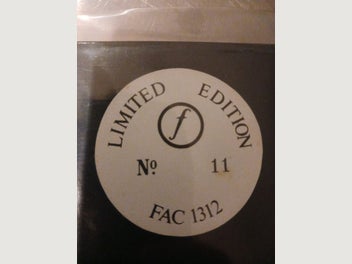 LIMITED EDITION
f
Nº. 11
FAC 1312